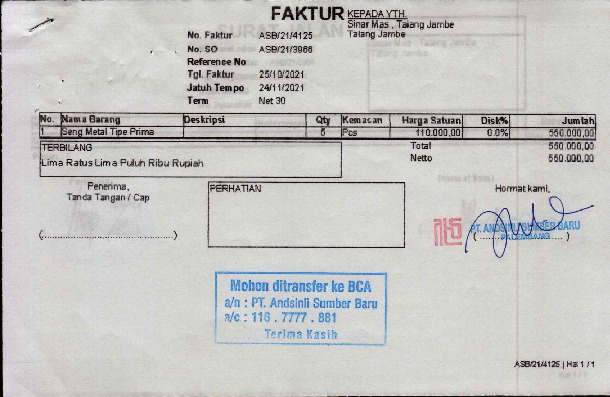 FAKTUR
KEPADA YTH.
Sinar Mas , Talang Jambe
Talang Jambe
No. Faktur ASB/21/4125
No. SO ASB/21/3986
Reference No
Tgl. Faktur 25/10/2021
Jatuh Tempo 24/11/2021
Term Net 30
No. Nama Barang Deskripsi Qty Kemasan Harga Satuan Disk% Jumlah
1 Seng Metal Tipe Prima 5 Pcs 110.000,00 0.0% 550.000,00
TERBILANG
Total 550.000,00
Lima Ratus Lima Puluh Ribu Rupiah
Netto 550.000,00
Penerima,
Tanda Tangan / Cap
PERHATIAN
Hormat kami,
PT. ANDSINLI SUMBER BARU
PALEMBANG
(.................................)
(.........................)
Mohon ditransfer ke BCA
a/n : PT. Andsinli Sumber Baru
a/c : 116 . 7777 . 881
Terima Kasih
ASB/21/4125 | Hal 1 / 1